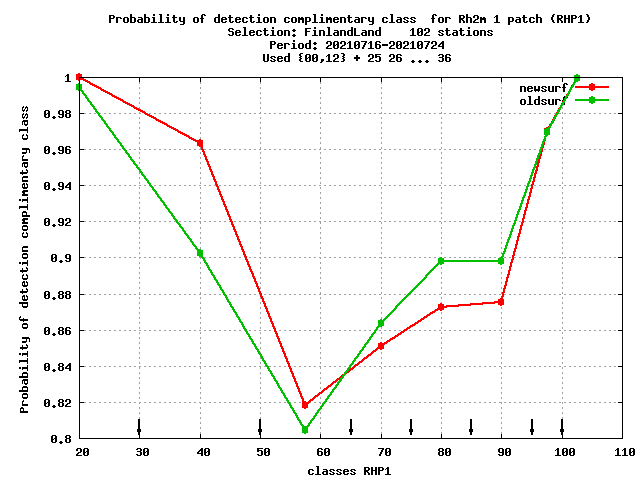 Probability of detection complimentary class  for Rh2m 1 patch (RHP1)
Selection: FinlandLand    102 stations
Period: 20210716-20210724
Used {00,12} + 25 26 ... 36
newsurf
oldsurf
Probability of detection complimentary class
1
0.98
0.96
0.94
0.92
0.9
0.88
0.86
0.84
0.82
0.8
20 30 40 50 60 70 80 90 100 110
classes RHP1